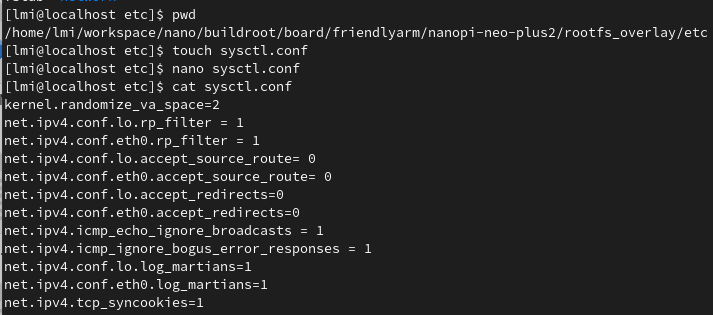 [lmi@localhost etc]$ pwd
/home/lmi/workspace/nano/buildroot/board/friendlyarm/nanopi-neo-plus2/rootfs_overlay/etc
[lmi@localhost etc]$ touch sysctl.conf
[lmi@localhost etc]$ nano sysctl.conf
[lmi@localhost etc]$ cat sysctl.conf
kernel.randomize_va_space=2
net.ipv4.conf.lo.rp_filter = 1
net.ipv4.conf.eth0.rp_filter = 1
net.ipv4.conf.lo.accept_source_route= 0
net.ipv4.conf.eth0.accept_source_route= 0
net.ipv4.conf.lo.accept_redirects=0
net.ipv4.conf.eth0.accept_redirects=0
net.ipv4.icmp_echo_ignore_broadcasts = 1
net.ipv4.icmp_ignore_bogus_error_responses = 1
net.ipv4.conf.lo.log_martians=1
net.ipv4.conf.eth0.log_martians=1
net.ipv4.tcp_syncookies=1